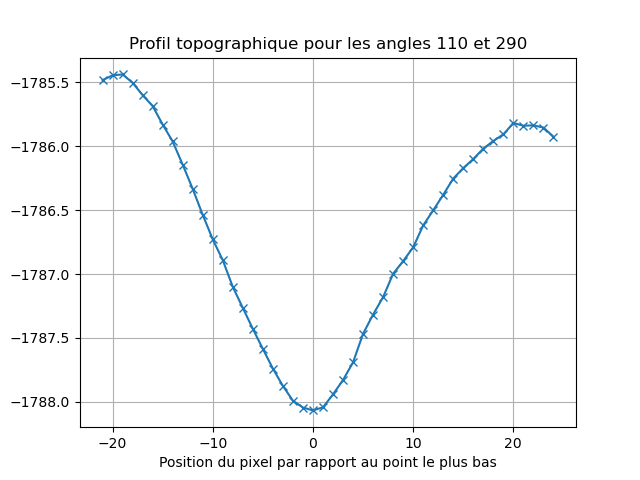 Profil topographique pour les angles 110 et 290
−1785.5
−1786.0
−1786.5
−1787.0
−1787.5
−1788.0
−20 −10 0 10 20
Position du pixel par rapport au point le plus bas